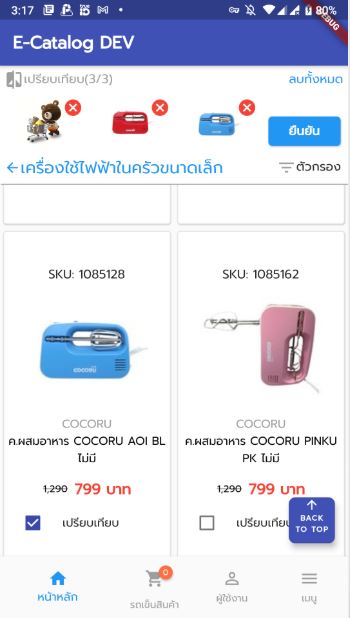 3:17
80%
DEBUG
E-Catalog DEV
เปรียบเทียบ(3/3)
ลบทั้งหมด
ยืนยัน
←เครื่องใช้ไฟฟ้าในครัวขนาดเล็ก
ตัวกรอง
SKU: 1085128
SKU: 1085162
COCORU
COCORU
COCORU
ค.ผสมอาหาร COCORU AOI BL
ไม่มี
ค.ผสมอาหาร COCORU PINKU
PK ไม่มี
1,290 799 บาท
1,290 799 บาท
เปรียบเทียบ
เปรียบเทีย
BACK
TO TOP
0
หน้าหลัก
รถเข็นสินค้า
ผู้ใช้งาน
เมนู